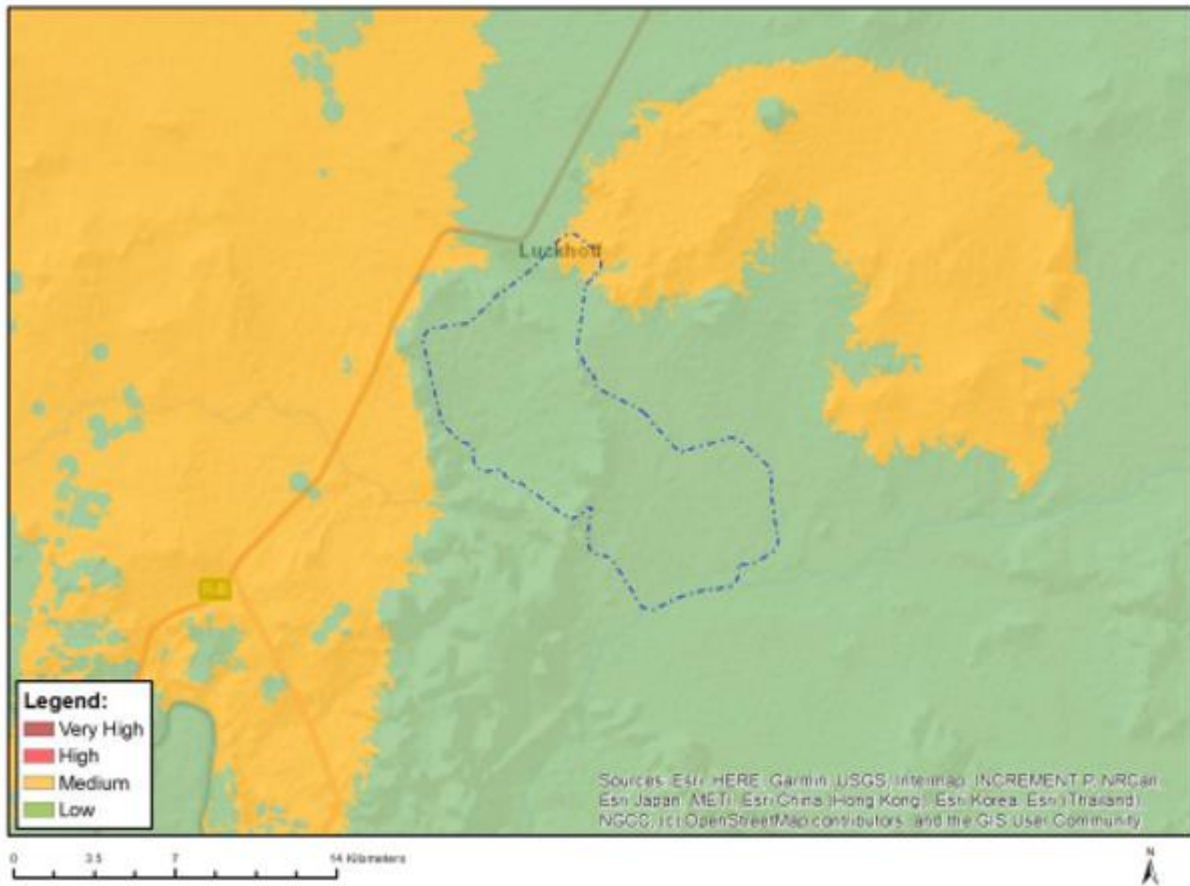 Luckhoff
Legend:
Very High
High
Medium
Low
Sources: Esri, HERE, Garmin, USGS, Intermap, INCREMENT P, NRCan,
Esri Japan, METI, Esri China (Hong Kong), Esri Korea, Esri (Thailand),
NGCC, (c) OpenStreetMap contributors, and the GIS User Community
0 3.5 7 14 Kilometers
N